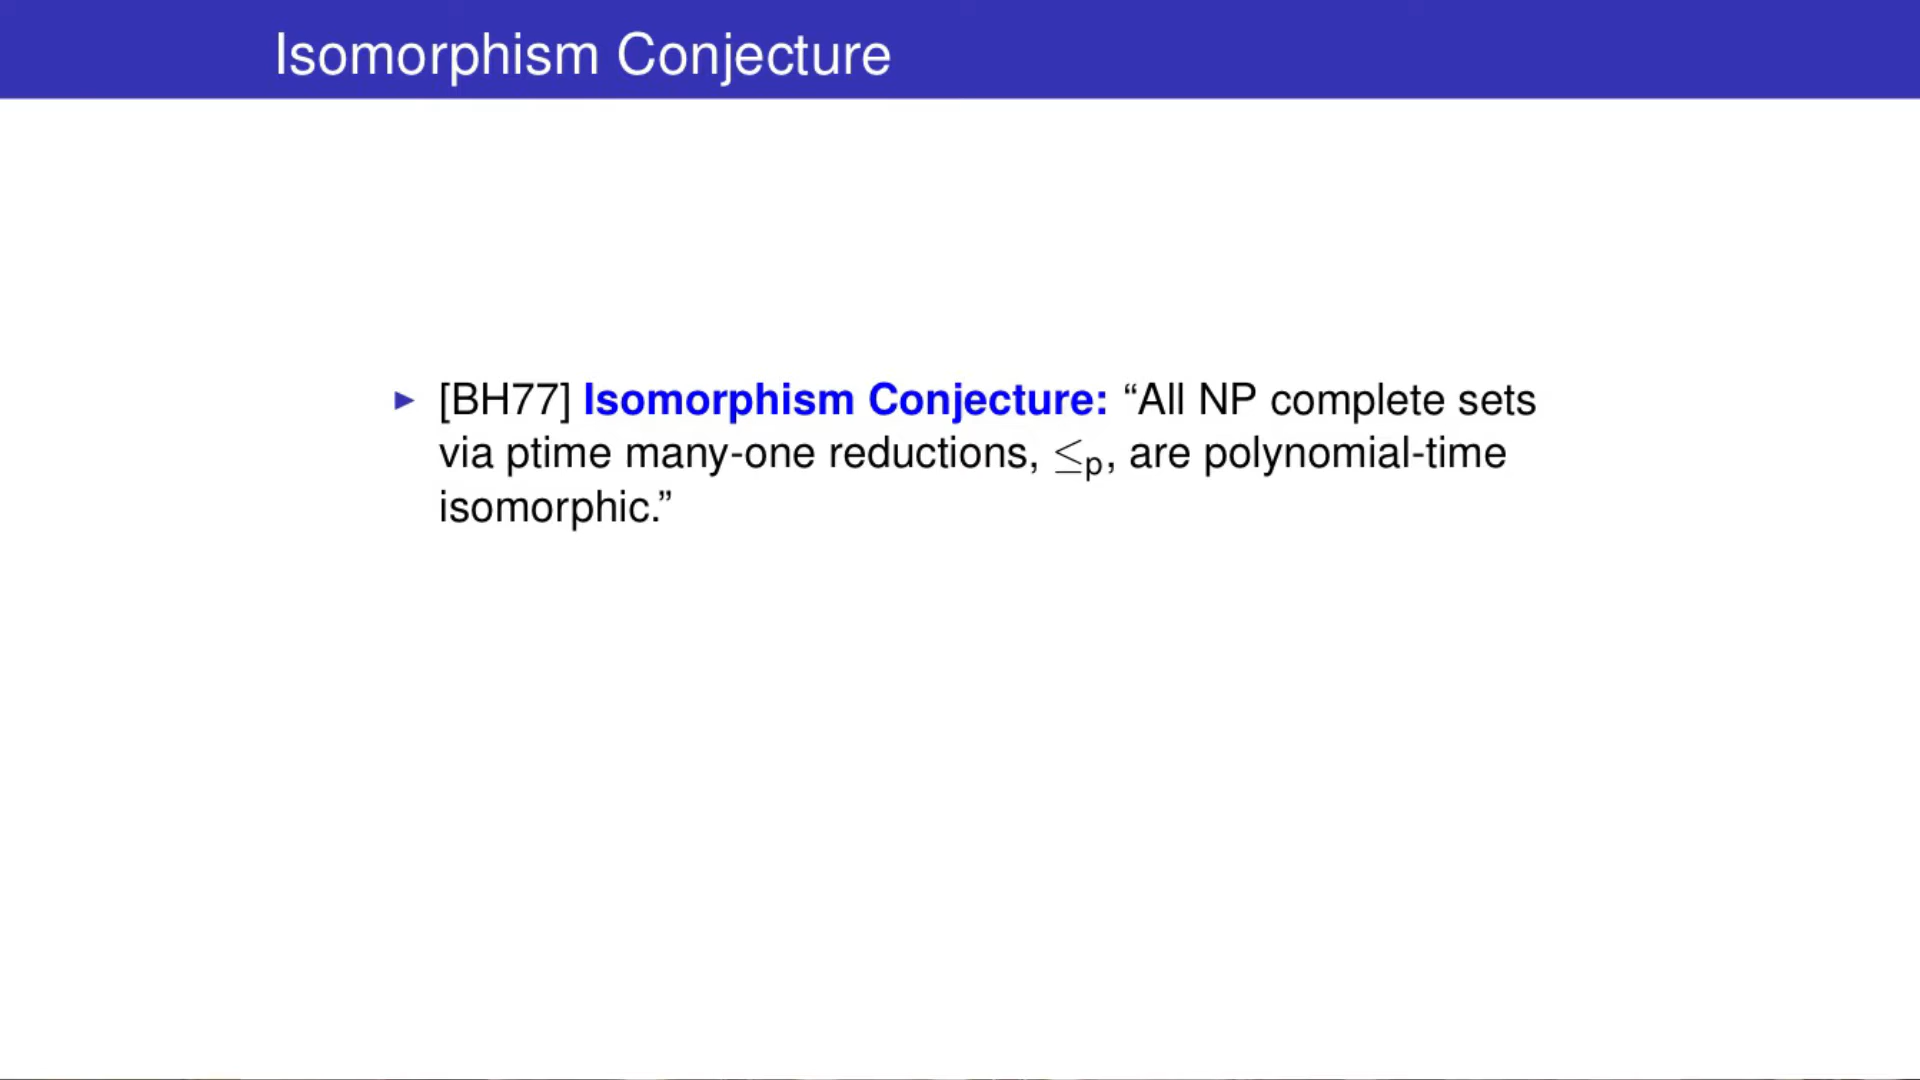 Isomorphism Conjecture
▶ [BH77] Isomorphism Conjecture: “All NP complete sets
via ptime many-one reductions, ≤p, are polynomial-time
isomorphic.”